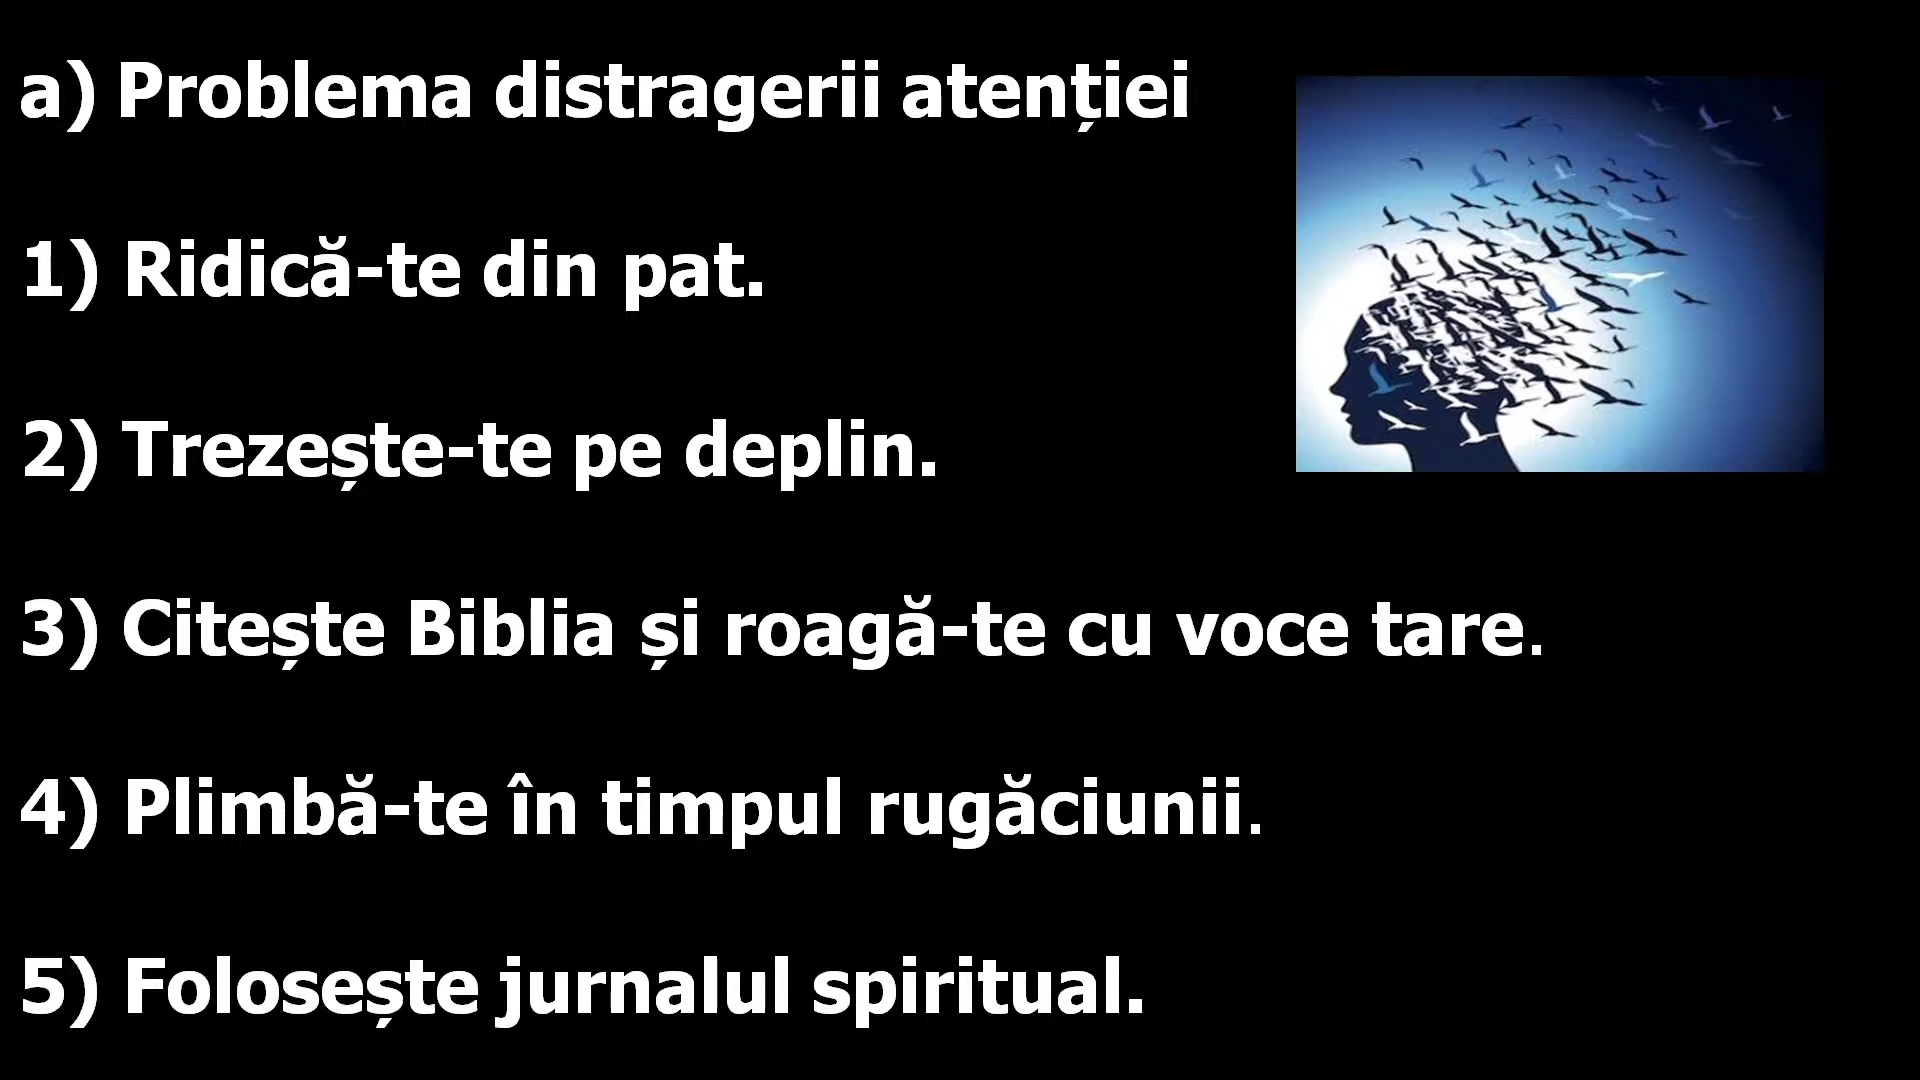 a) Problema distragerii atenției
1) Ridică-te din pat.
2) Trezește-te pe deplin.
3) Citește Biblia și roagă-te cu voce tare.
4) Plimbă-te în timpul rugăciunii.
5) Folosește jurnalul spiritual.